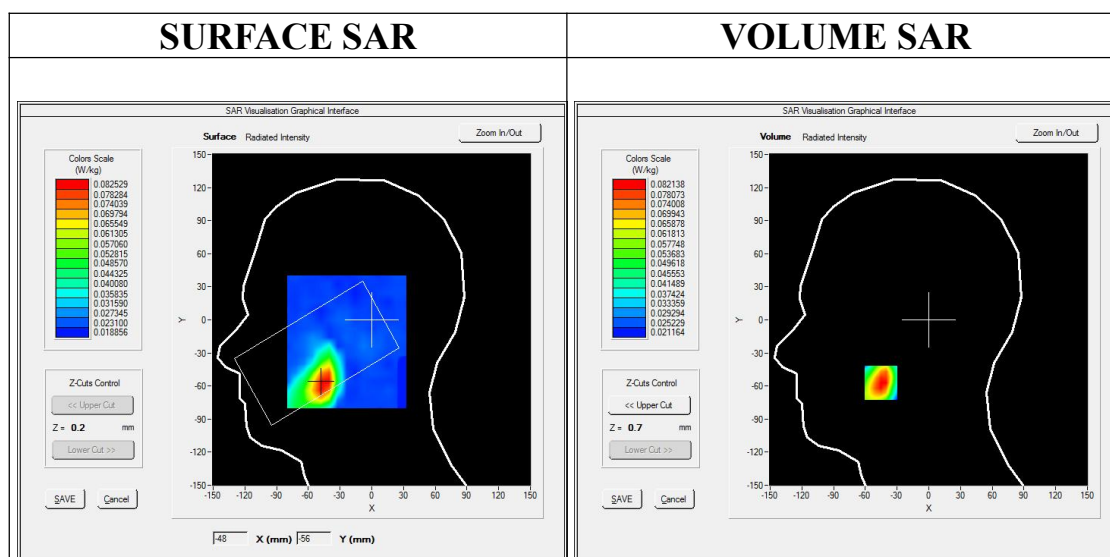 SURFACE SAR
VOLUME SAR
SAR Visualisation Graphical Interface
Surface Radiated Intensity
Zoom In/Out
Colors Scale
(W/kg)
0.082529
0.078284
0.074039
0.069794
0.065549
0.061305
0.057060
0.052815
0.048570
0.044325
0.040080
0.035835
0.031590
0.027345
0.023100
0.018856
Z-Cuts Control
<< Upper Cut
Z = 0.2 mm
Lower Cut >>
SAVE Cancel
150
120
90
60
30
0
-30
-60
-90
-120
-150
Y
-150 -120 -90 -60 -30 0 30 60 90 120 150
X
-48 X (mm) -56 Y (mm)
SAR Visualisation Graphical Interface
Volume Radiated Intensity
Zoom In/Out
Colors Scale
(W/kg)
0.082138
0.078073
0.074008
0.069943
0.065878
0.061813
0.057748
0.053683
0.049618
0.045553
0.041489
0.037424
0.033359
0.029294
0.025229
0.021164
Z-Cuts Control
<< Upper Cut
Z = 0.7 mm
Lower Cut >>
SAVE Cancel
150
120
90
60
30
0
-30
-60
-90
-120
-150
Y
-150 -120 -90 -60 -30 0 30 60 90 120 150
X